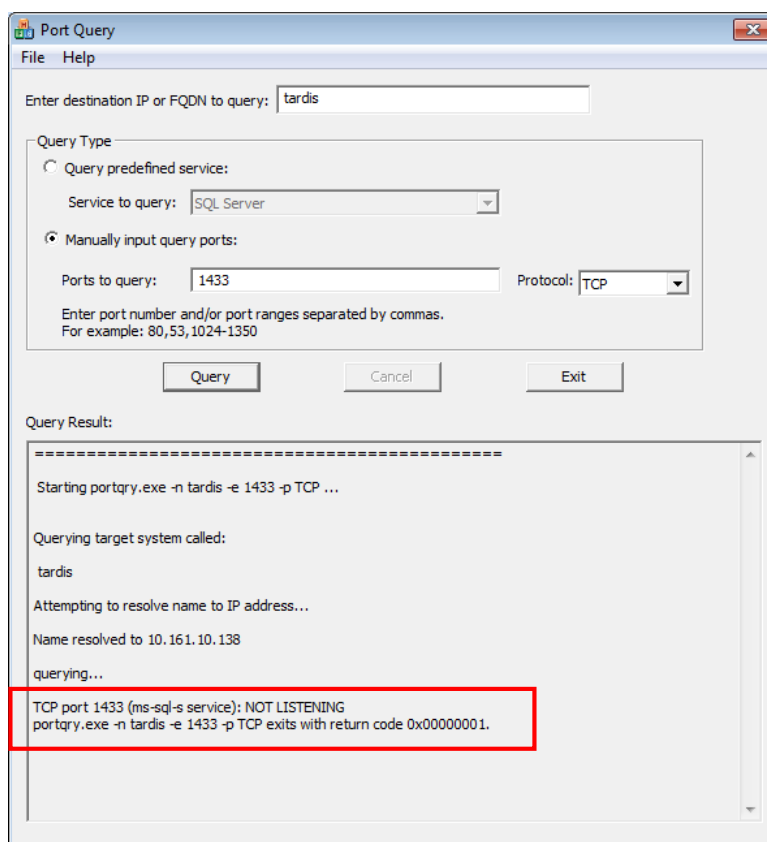 Port Query
File Help
Enter destination IP or FQDN to query: tardis
Query Type
Query predefined service:
Service to query: SQL Server
Manually input query ports:
Ports to query: 1433 Protocol: TCP
Enter port number and/or port ranges separated by commas.
For example: 80,53,1024-1350
Query Cancel Exit
Query Result:
=============================================
Starting portqry.exe -n tardis -e 1433 -p TCP ...
Querying target system called:
tardis
Attempting to resolve name to IP address...
Name resolved to 10.161.10.138
querying...
TCP port 1433 (ms-sql-s service): NOT LISTENING
portqry.exe -n tardis -e 1433 -p TCP exits with return code 0x00000001.